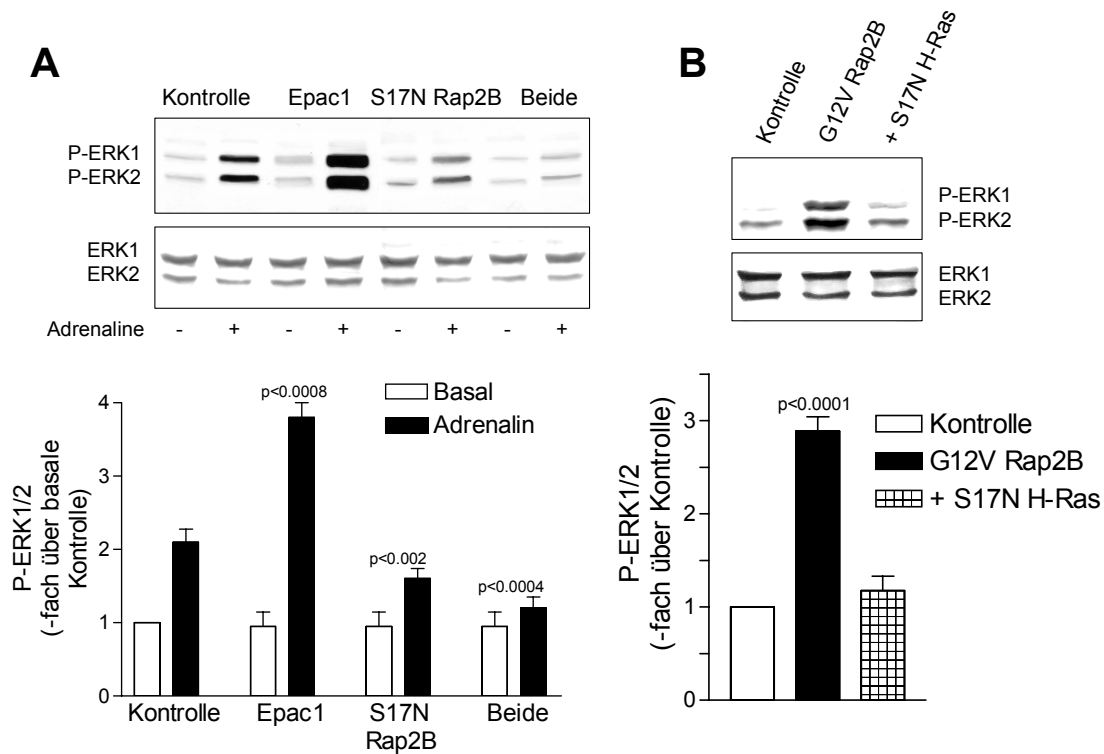 A
Kontrolle Epac1 S17N Rap2B Beide
P-ERK1
P-ERK2
ERK1
ERK2
Adrenaline - + - + - + - +
Basal
Adrenalin
P-ERK1/2
(-fach über basale
Kontrolle)
4
3
2
1
0
p<0.0008
p<0.002
p<0.0004
Kontrolle Epac1 S17N Beide
Rap2B
B
Kontrolle
G12V Rap2B
+ S17N H-Ras
P-ERK1
P-ERK2
ERK1
ERK2
P-ERK1/2
(-fach über Kontrolle)
3
2
1
0
p<0.0001
Kontrolle
G12V Rap2B
+ S17N H-Ras